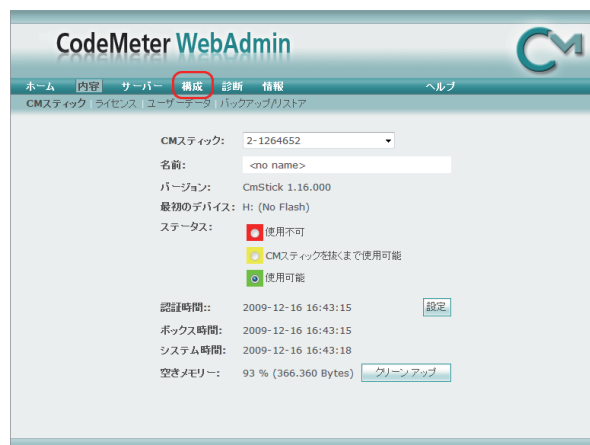 CodeMeter WebAdmin
ホーム 内容 サーバー 構成 診断 情報 ヘルプ
CMスティック | ライセンス | ユーザーデータ | バックアップ/リストア
CMスティック: 2-1264652
名前: <no name>
バージョン: CmStick 1.16.000
最初のデバイス: H: (No Flash)
ステータス: 使用不可
CMスティックを抜くまで使用可能
使用可能
認証時間:: 2009-12-16 16:43:15 設定
ボックス時間: 2009-12-16 16:43:15
システム時間: 2009-12-16 16:43:18
空きメモリー: 93 % (366.360 Bytes) クリーンアップ